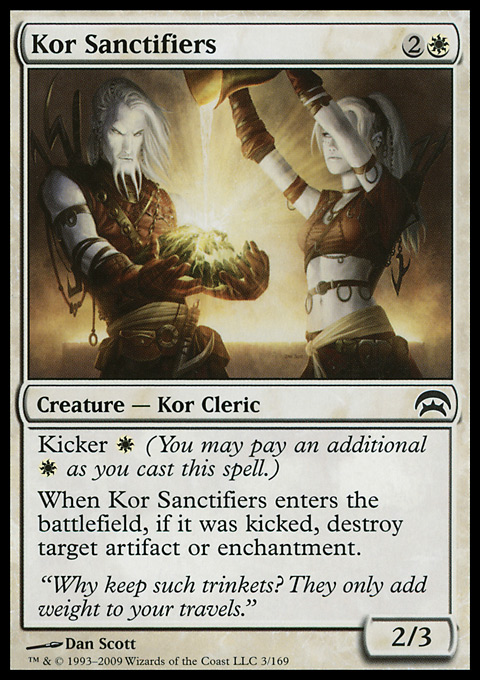 Kor Sanctifiers 2
Creature — Kor Cleric
Kicker (You may pay an additional
as you cast this spell.)
When Kor Sanctifiers enters the
battlefield, if it was kicked, destroy
target artifact or enchantment.
“Why keep such trinkets? They only add
weight to your travels.”
Dan Scott
2/3
™ & © 1993–2009 Wizards of the Coast LLC 3/169